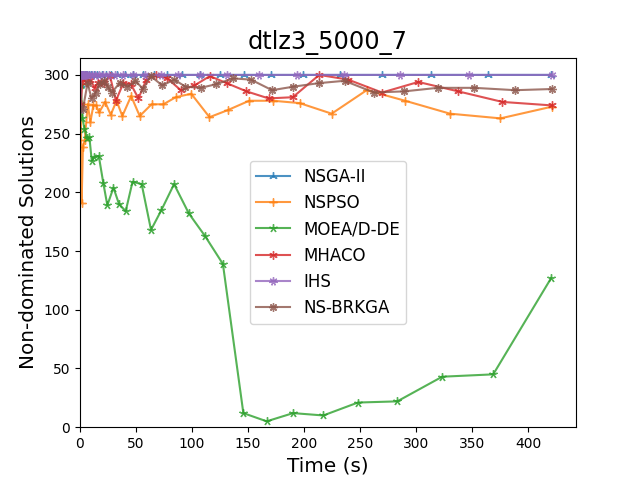 dtlz3_5000_7
Non-dominated Solutions
300
250
200
150
100
50
0
NSGA-II
NSPSO
MOEA/D-DE
MHACO
IHS
NS-BRKGA
0 50 100 150 200 250 300 350 400
Time (s)